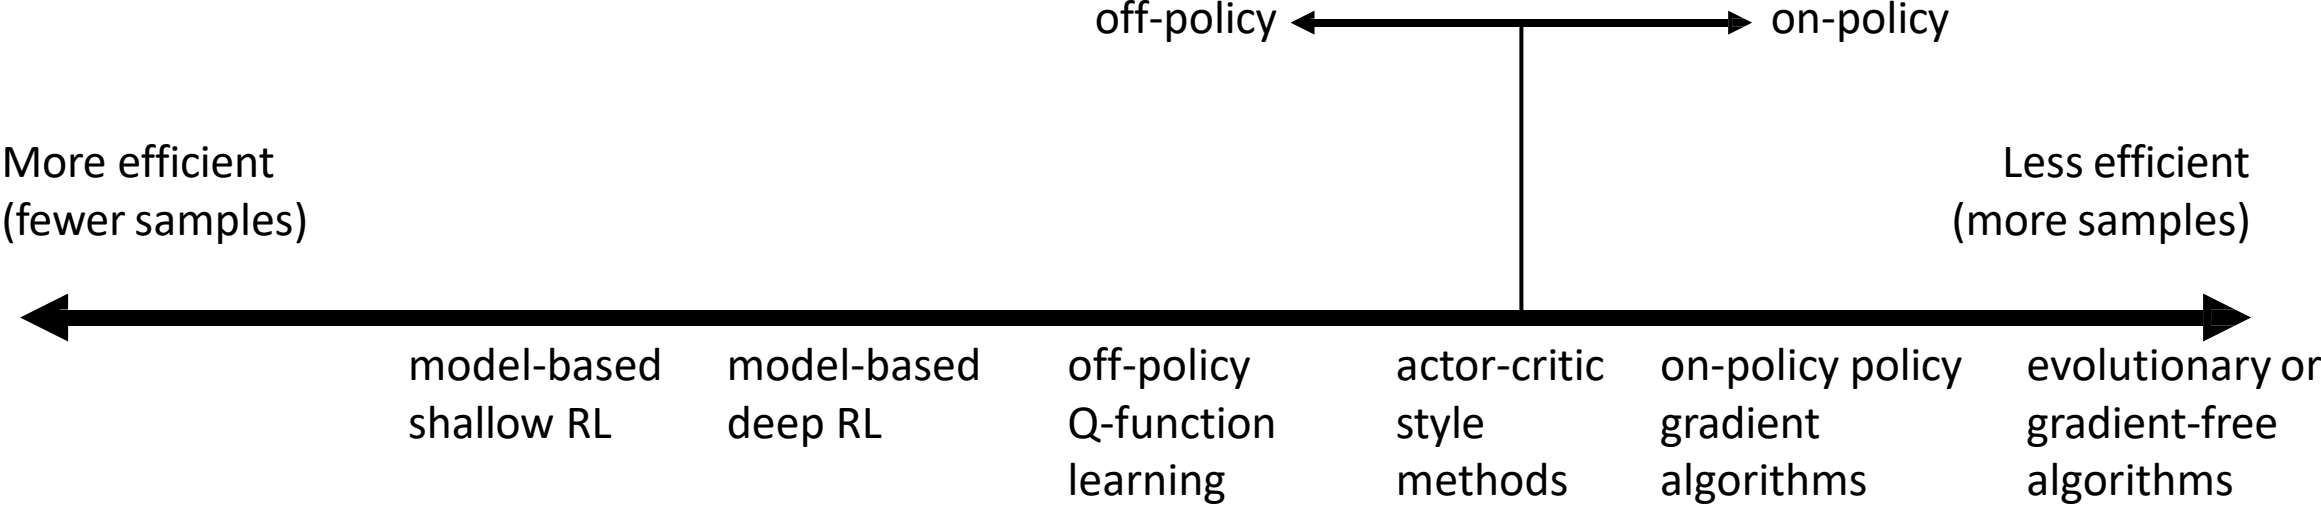 off-policy
on-policy
More efficient
(fewer samples)
Less efficient
(more samples)
model-based
shallow RL
model-based
deep RL
off-policy
Q-function
learning
actor-critic
style
methods
on-policy policy
gradient
algorithms
evolutionary or
gradient-free
algorithms